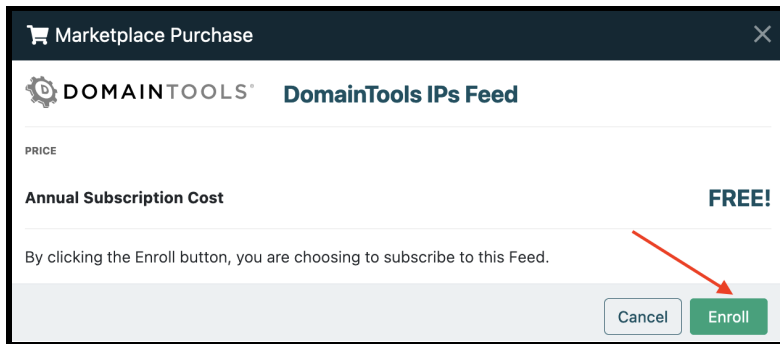 Marketplace Purchase
DOMAINTOOLS® DomainTools IPs Feed
PRICE
Annual Subscription Cost FREE!
By clicking the Enroll button, you are choosing to subscribe to this Feed.
Cancel Enroll